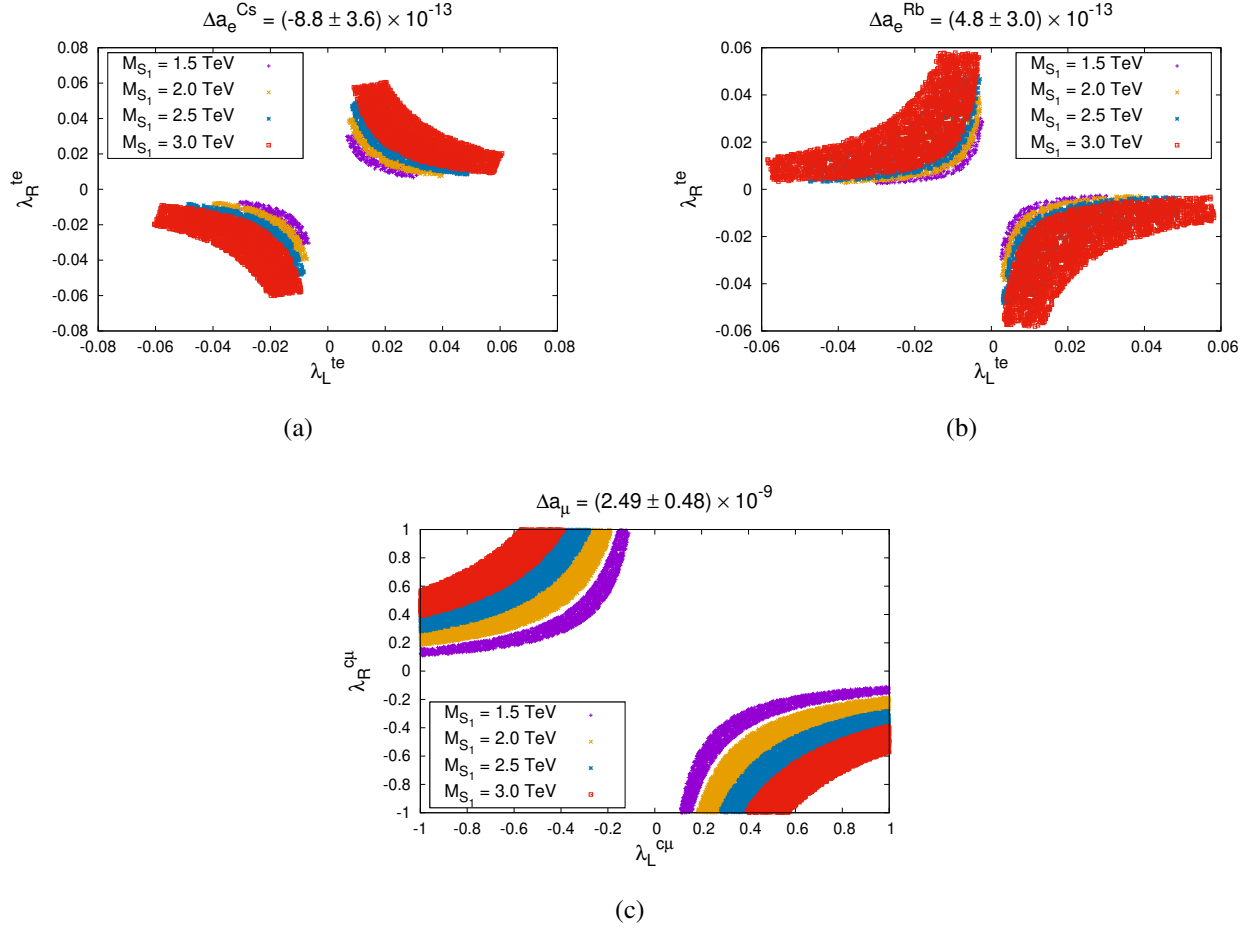 Δa_e^Cs = (-8.8 ± 3.6) × 10^-13
0.08
0.06
0.04
0.02
0
-0.02
-0.04
-0.06
-0.08
λ_R^te
M_S1 = 1.5 TeV
M_S1 = 2.0 TeV
M_S1 = 2.5 TeV
M_S1 = 3.0 TeV
-0.08 -0.06 -0.04 -0.02 0 0.02 0.04 0.06 0.08
λ_L^te
(a)
Δa_e^Rb = (4.8 ± 3.0) × 10^-13
0.06
0.04
0.02
0
-0.02
-0.04
-0.06
λ_R^te
M_S1 = 1.5 TeV
M_S1 = 2.0 TeV
M_S1 = 2.5 TeV
M_S1 = 3.0 TeV
-0.06 -0.04 -0.02 0 0.02 0.04 0.06
λ_L^te
(b)
Δa_μ = (2.49 ± 0.48) × 10^-9
1
0.8
0.6
0.4
0.2
0
-0.2
-0.4
-0.6
-0.8
-1
λ_R^cμ
M_S1 = 1.5 TeV
M_S1 = 2.0 TeV
M_S1 = 2.5 TeV
M_S1 = 3.0 TeV
-1 -0.8 -0.6 -0.4 -0.2 0 0.2 0.4 0.6 0.8 1
λ_L^cμ
(c)